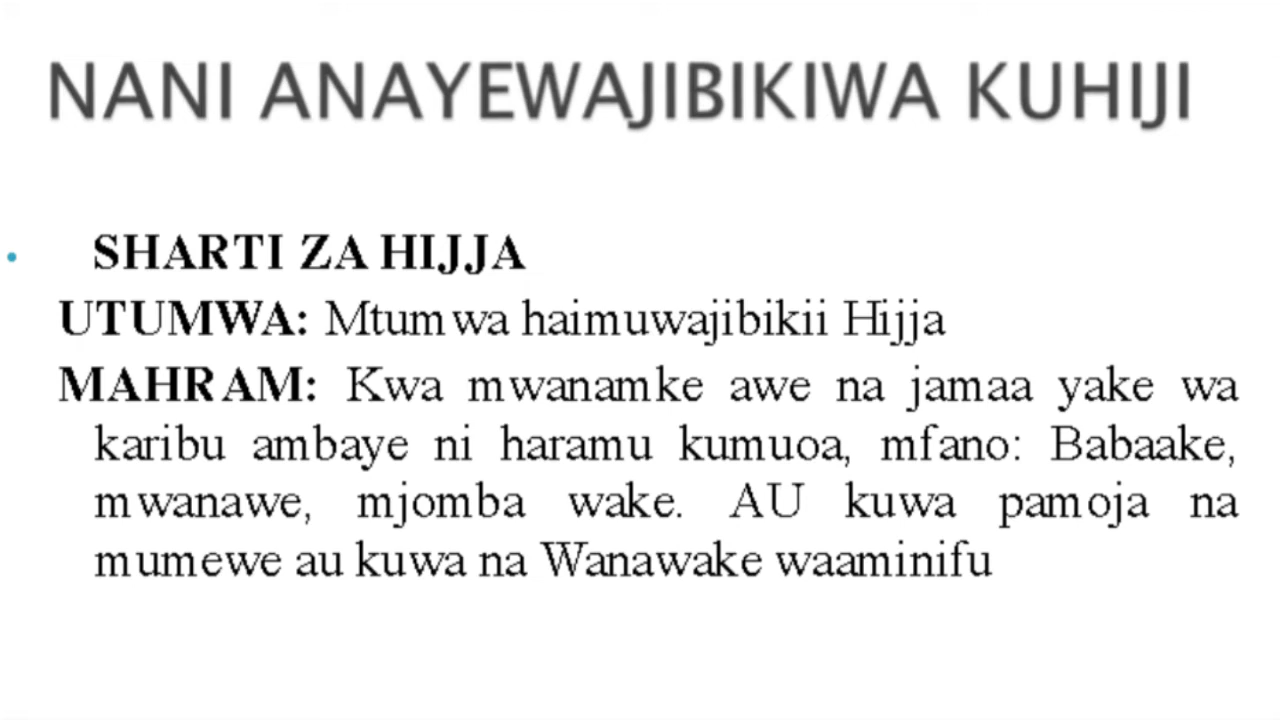 NANI ANAYEWAJIBIKIWA KUHIJI
• SHARTI ZA HIJJA
UTUMWA: Mtumwa haimuwajibikii Hijja
MAHRAM: Kwa mwanamke awe na jamaa yake wa
karibu ambaye ni haramu kumuoa, mfano: Babaake,
mwanawe, mjomba wake. AU kuwa pamoja na
mumewe au kuwa na Wanawake waaminifu